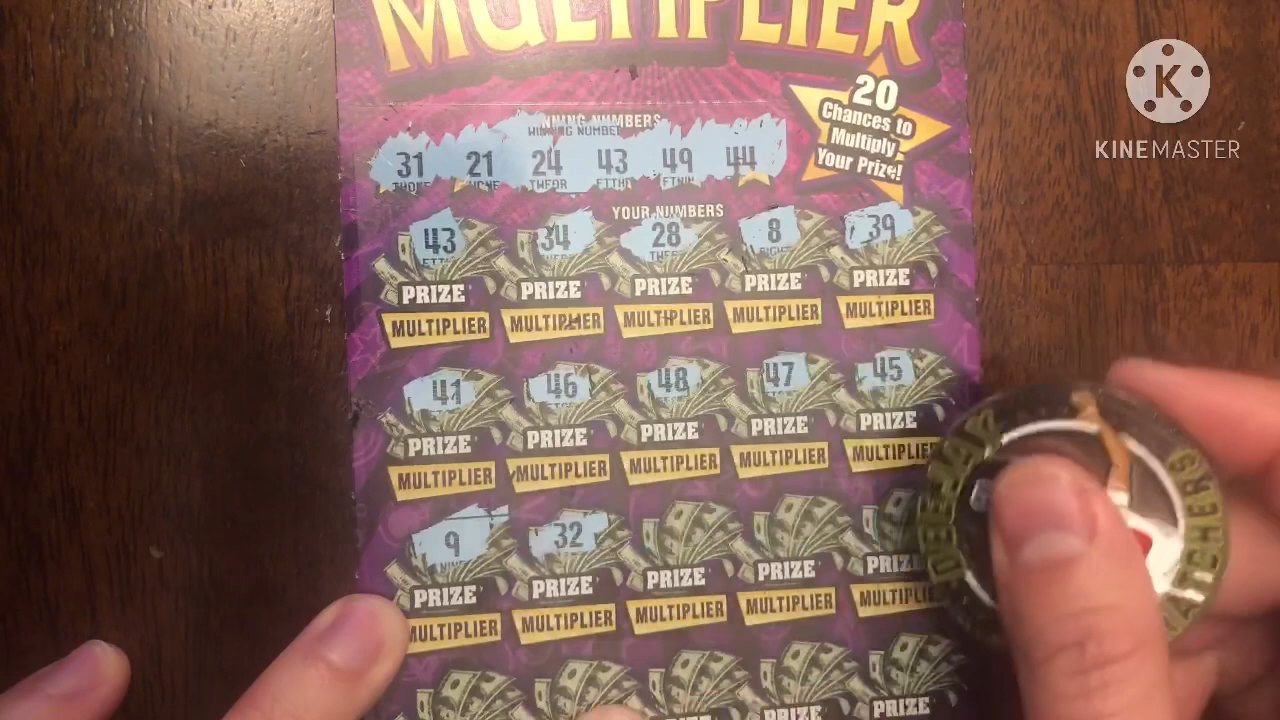 MULTIPLIER
20
Chances to
Multiply
Your Prize!
KINEMASTER
WINNING NUMBERS
31 21 24 43 49 44
YOUR NUMBERS
43 34 28 8 39
PRIZE PRIZE PRIZE PRIZE PRIZE
MULTIPLIER MULTIPLIER MULTIPLIER MULTIPLIER MULTIPLIER
41 46 48 47 45
PRIZE PRIZE PRIZE PRIZE PRIZE
MULTIPLIER MULTIPLIER MULTIPLIER MULTIPLIER MULTIPLIER
9 32
NINE
PRIZE PRIZE PRIZE PRIZE PRIZE
MULTIPLIER MULTIPLIER MULTIPLIER MULTIPLIER MULTIPLIER
PRIZE PRIZE PRIZE